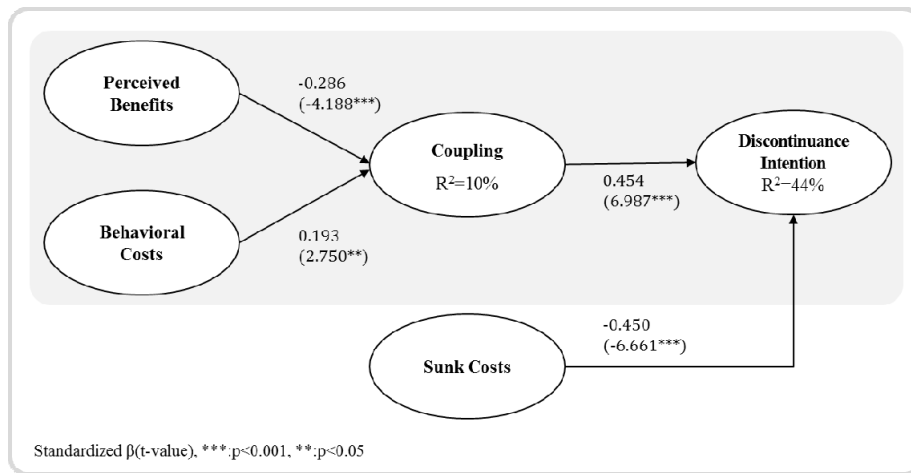 Perceived
Benefits
-0.286
(-4.188***)
Coupling
R²=10%
Discontinuance
Intention
R²=44%
0.454
(6.987***)
Behavioral
Costs
0.193
(2.750**)
-0.450
(-6.661***)
Sunk Costs
Standardized β(t-value), ***:p<0.001, **:p<0.05